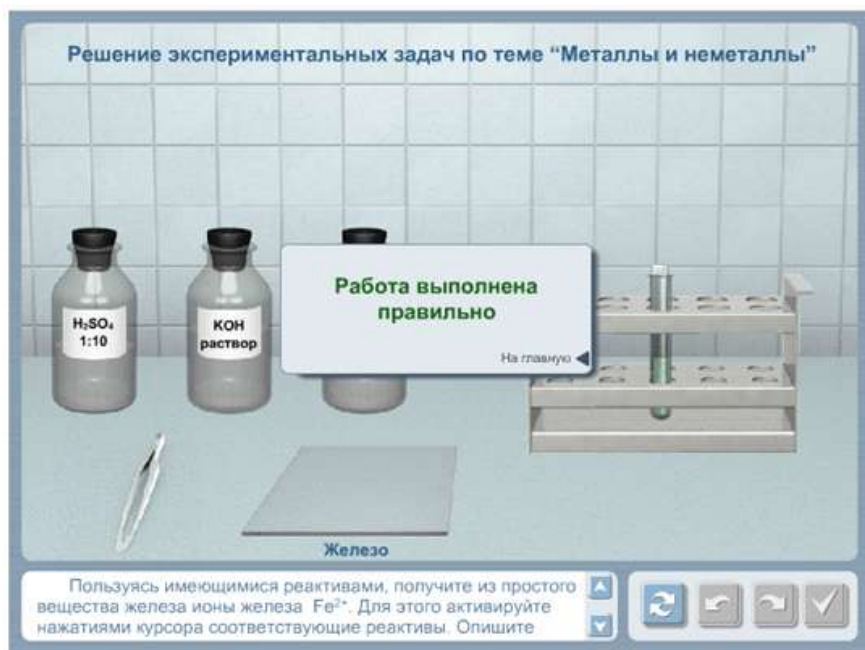 Решение экспериментальных задач по теме “Металлы и неметаллы”
H₂SO₄
1:10
KOH
раствор
Работа выполнена
правильно
На главную
Железо
Пользуясь имеющимися реактивами, получите из простого
вещества железа ионы железа Fe²⁺. Для этого активируйте
нажатиями курсора соответствующие реактивы. Опишите